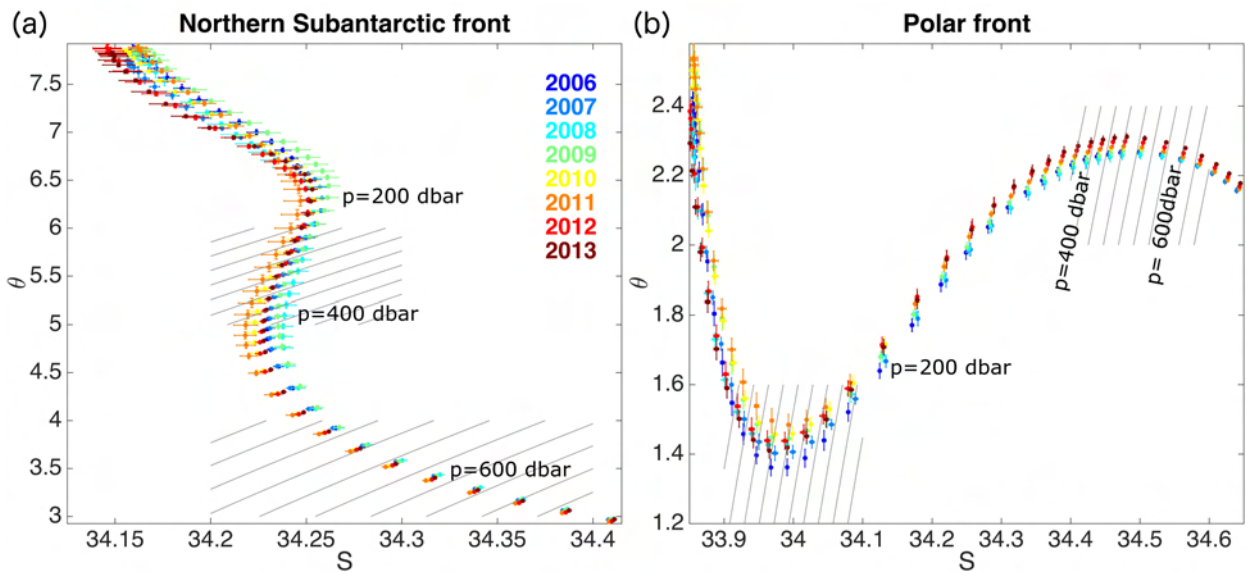 (a) Northern Subantarctic front
7.5
7
6.5
6
5.5
5
4.5
4
3.5
3
θ
2006
2007
2008
2009
2010
2011
2012
2013
p=200 dbar
p=400 dbar
p=600 dbar
34.15 34.2 34.25 34.3 34.35 34.4
S
(b) Polar front
2.4
2.2
2
1.8
1.6
1.4
1.2
θ
p=400 dbar
p= 600dbar
p=200 dbar
33.9 34 34.1 34.2 34.3 34.4 34.5 34.6
S